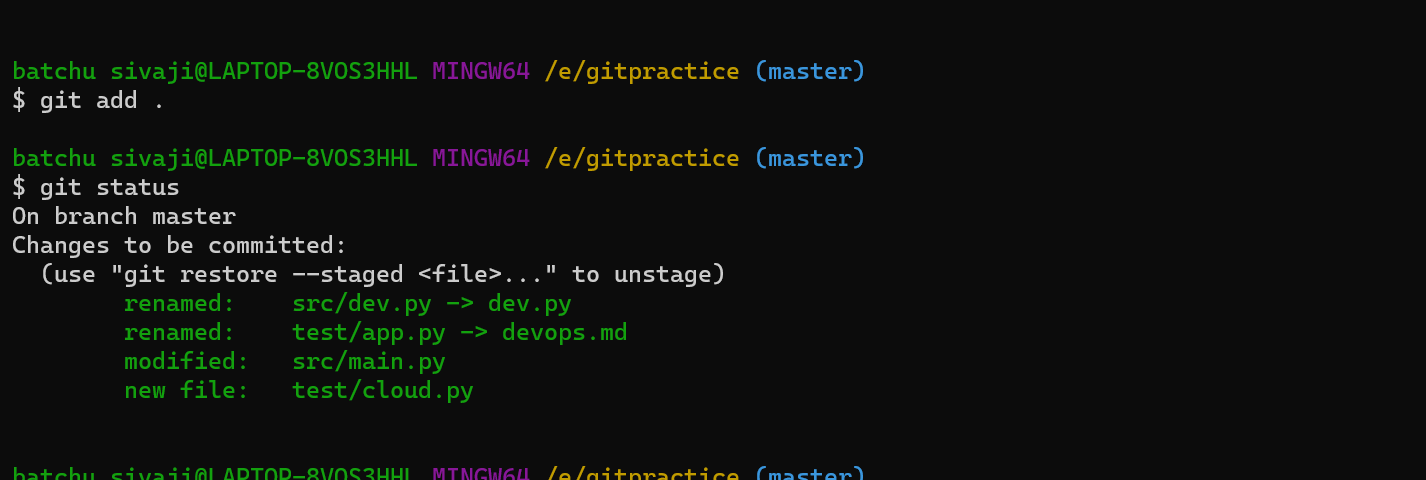 batchu sivaji@LAPTOP-8VOS3HHL MINGW64 /e/gitpractice (master)
$ git add .
batchu sivaji@LAPTOP-8VOS3HHL MINGW64 /e/gitpractice (master)
$ git status
On branch master
Changes to be committed:
  (use "git restore --staged <file>..." to unstage)
        renamed:    src/dev.py -> dev.py
        renamed:    test/app.py -> devops.md
        modified:   src/main.py
        new file:   test/cloud.py
batchu sivaji@LAPTOP-8VOS3HHL MINGW64 /e/gitpractice (master)